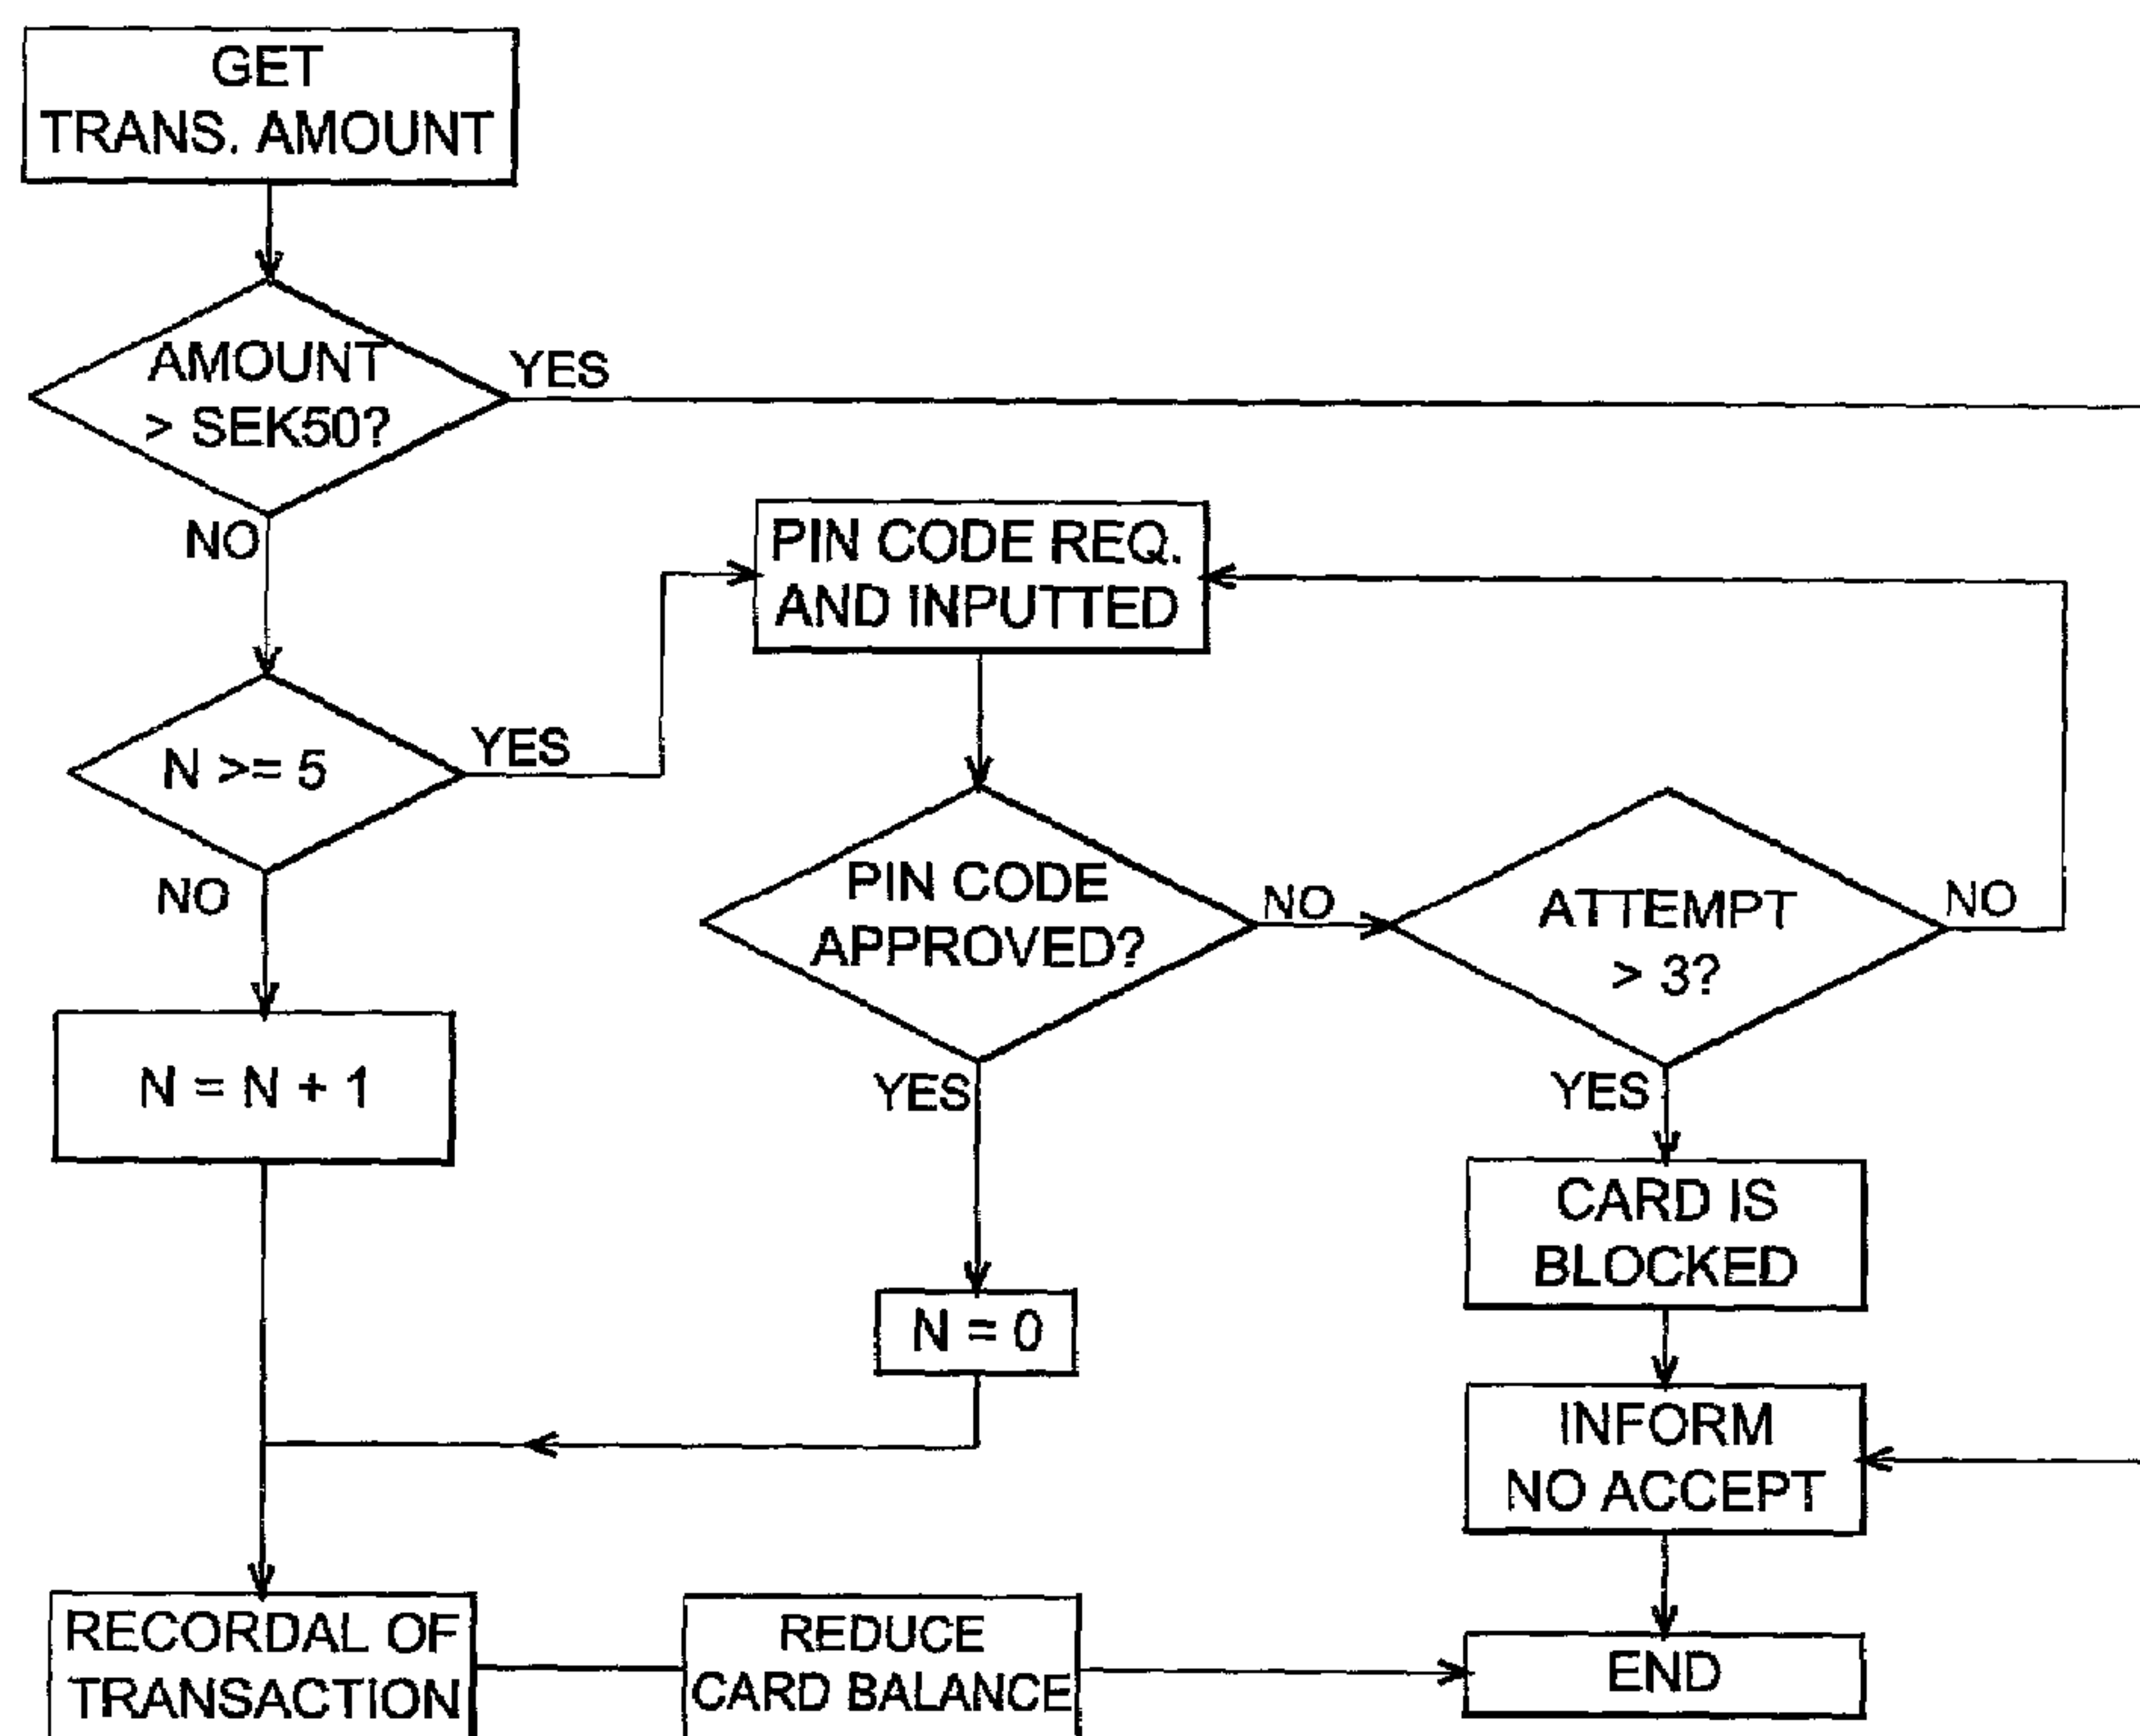 GET
TRANS. AMOUNT
AMOUNT
> SEK50?
YES
NO
PIN CODE REQ.
AND INPUTTED
N >= 5
YES
NO
PIN CODE
APPROVED?
NO
YES
ATTEMPT
> 3?
NO
YES
N = N + 1
CARD IS
BLOCKED
N = 0
INFORM
NO ACCEPT
RECORDAL OF
TRANSACTION
REDUCE
CARD BALANCE
END